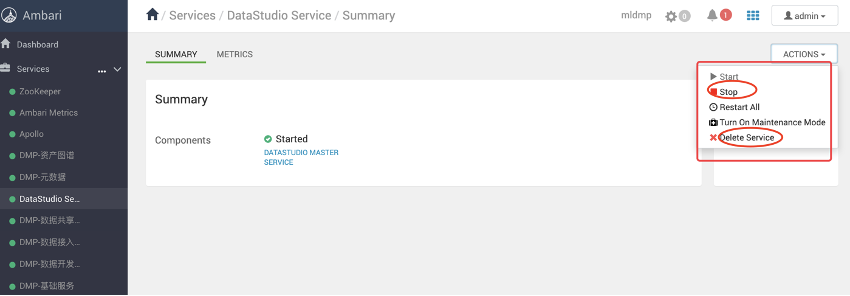 Ambari
/ Services / DataStudio Service / Summary
mldmp
0
1
admin
Dashboard
Services
...
ZooKeeper
Ambari Metrics
Apollo
DMP-资产图谱
DMP-元数据
DataStudio Se...
DMP-数据共享...
DMP-数据接入...
DMP-数据开发...
DMP-基础服务
SUMMARY
METRICS
ACTIONS
Start
Stop
Restart All
Turn On Maintenance Mode
Delete Service
Summary
Components
Started
DATASTUDIO MASTER
SERVICE